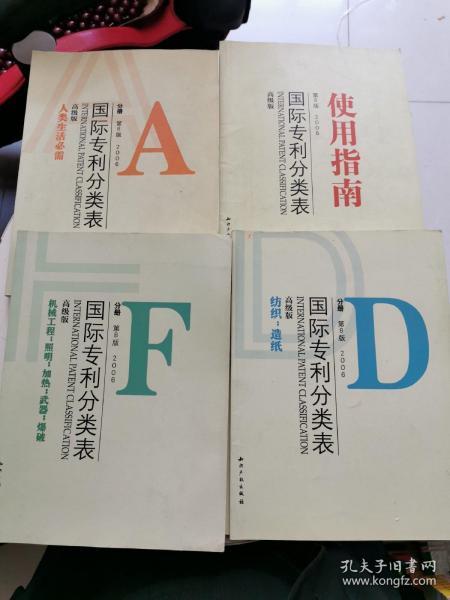 A
分册
第8版 2006
国际专利分类表
INTERNATIONAL PATENT CLASSIFICATION
高级版
人类生活必需
使用指南
第8版 2006
国际专利分类表
INTERNATIONAL PATENT CLASSIFICATION
高级版
F
分册
第8版 2006
国际专利分类表
INTERNATIONAL PATENT CLASSIFICATION
高级版
机械工程；照明；加热；武器；爆破
D
分册
第8版 2006
国际专利分类表
INTERNATIONAL PATENT CLASSIFICATION
高级版
纺织；造纸
知识产权出版社
孔夫子旧书网
www.kongfz.com